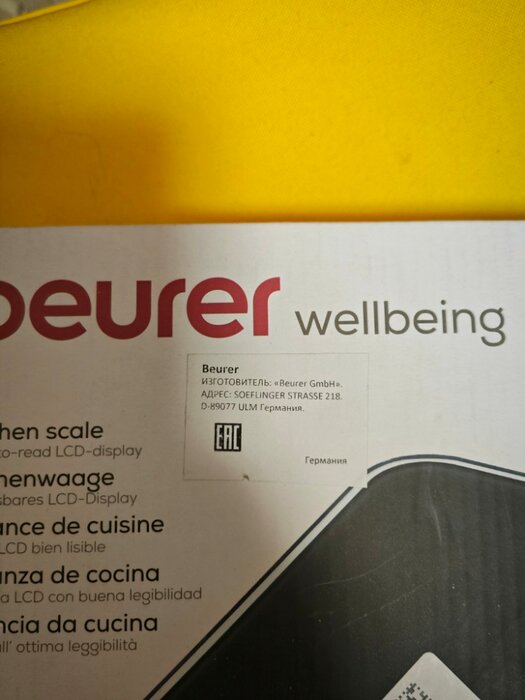 beurer wellbeing
Beurer
ИЗГОТОВИТЕЛЬ: «Beurer GmbH».
АДРЕС: SOEFLINGER STRASSE 218.
D-89077 ULM Германия.
EAC
Германия
hen scale
to-read LCD-display
henwaage
sbares LCD-Display
ance de cuisine
LCD bien lisible
anza de cocina
a LCD con buena legibilidad
ncia da cucina
all' ottima leggibilità